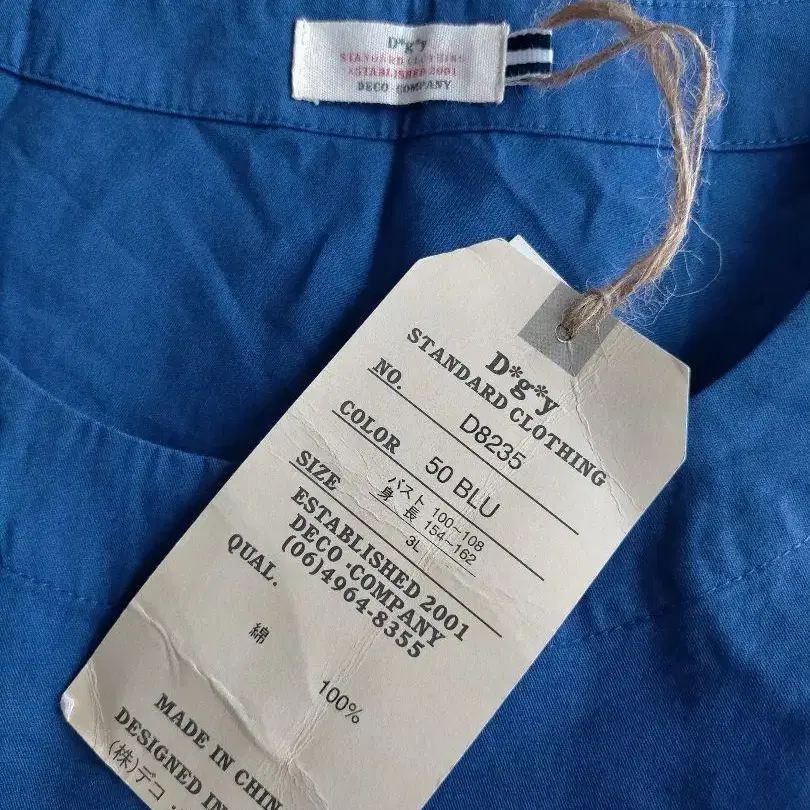 D*g*y
STANDARD CLOTHING
ESTABLISHED 2001
DECO·COMPANY
D*g*y
STANDARD CLOTHING
NO. D8235
COLOR 50 BLU
SIZE バスト 100~108
身 長 154~162
3L
ESTABLISHED 2001
DECO·COMPANY
(06)4964-8355
QUAL.
綿 100%
MADE IN CHIN
DESIGNED IN
(株)デコ・